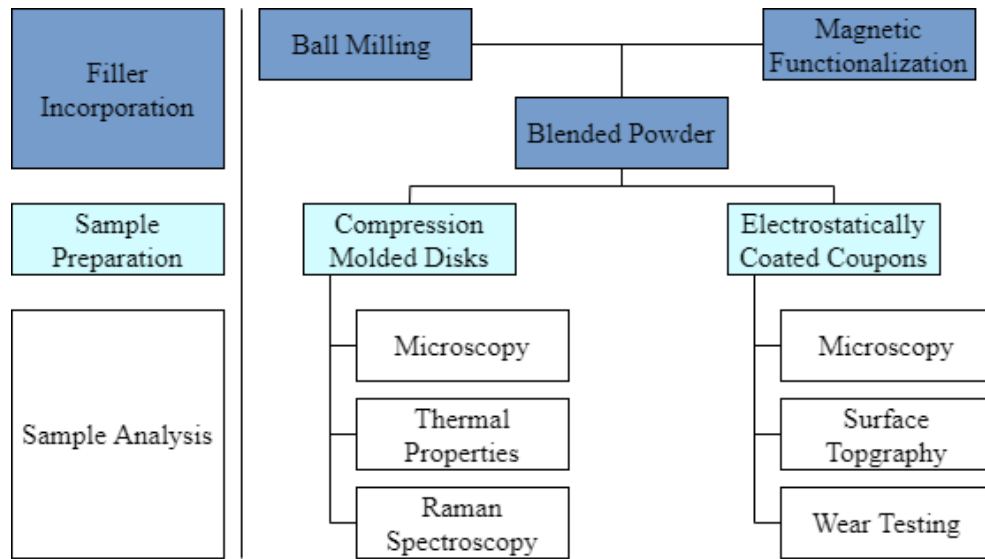 Filler
Incorporation
Ball Milling
Magnetic
Functionalization
Blended Powder
Sample
Preparation
Compression
Molded Disks
Electrostatically
Coated Coupons
Sample Analysis
Microscopy
Thermal
Properties
Raman
Spectroscopy
Microscopy
Surface
Topgraphy
Wear Testing